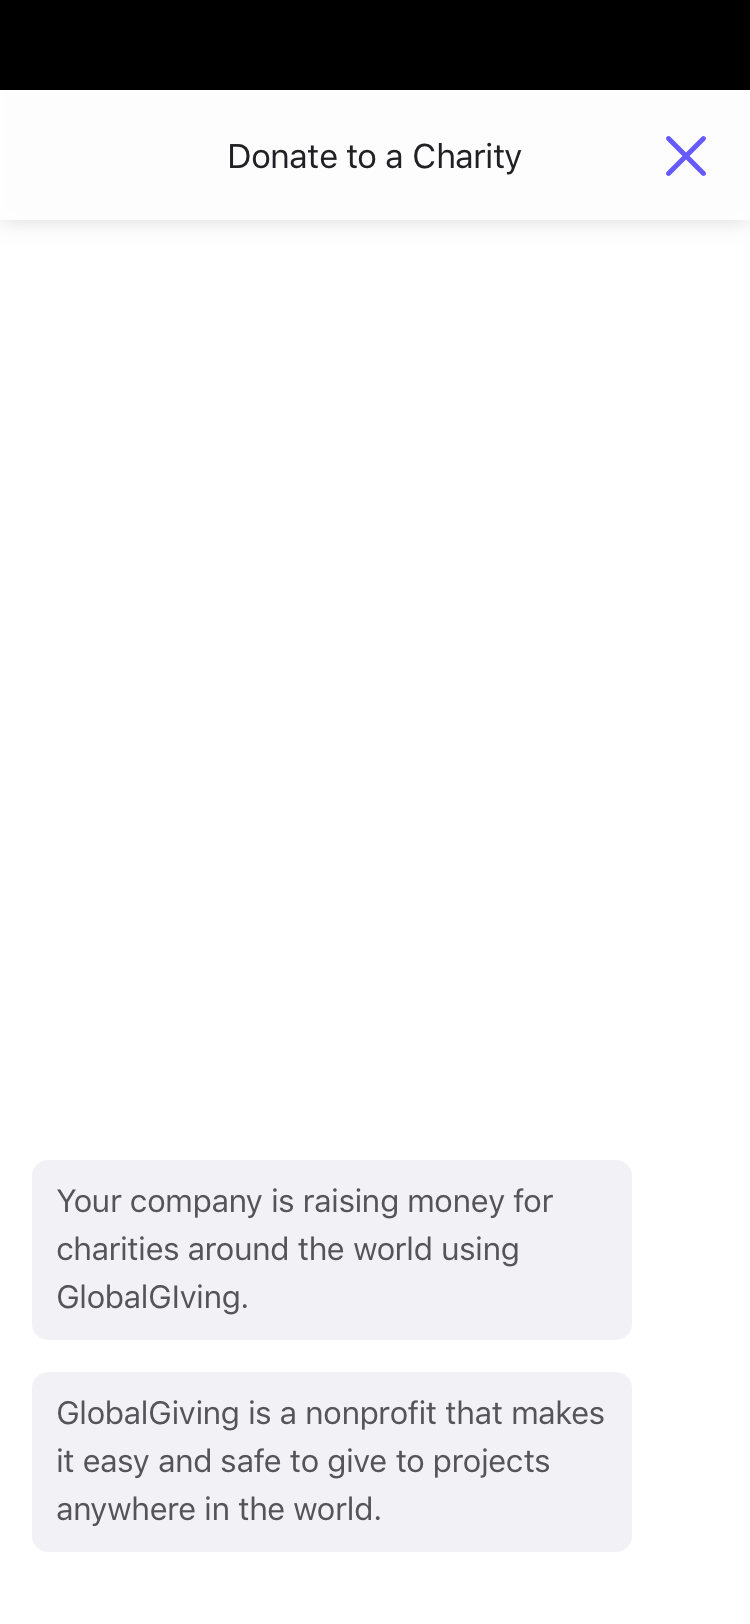 Donate to a Charity
Your company is raising money for
charities around the world using
GlobalGIving.
GlobalGiving is a nonprofit that makes
it easy and safe to give to projects
anywhere in the world.